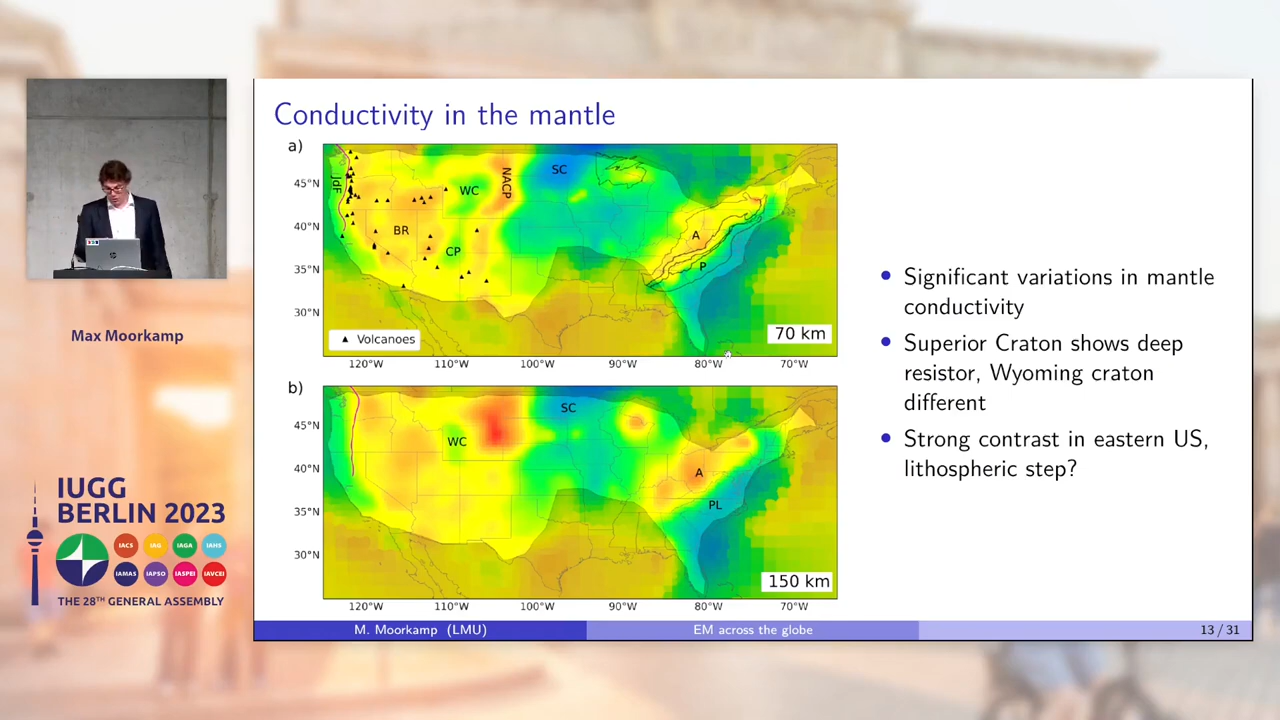 Conductivity in the mantle
a)
45°N
40°N
35°N
30°N
JdF
WC
NACP
SC
BR
CP
A
P
▲ Volcanoes
70 km
120°W 110°W 100°W 90°W 80°W 70°W
b)
45°N
40°N
35°N
30°N
SC
WC
A
PL
150 km
120°W 110°W 100°W 90°W 80°W 70°W
• Significant variations in mantle
conductivity
• Superior Craton shows deep
resistor, Wyoming craton
different
• Strong contrast in eastern US,
lithospheric step?
M. Moorkamp (LMU) EM across the globe 13 / 31
Max Moorkamp
IUGG
BERLIN 2023
IACS IAG IAGA IAHS
IAMAS IAPSO IASPEI IAVCEI
THE 28TH GENERAL ASSEMBLY